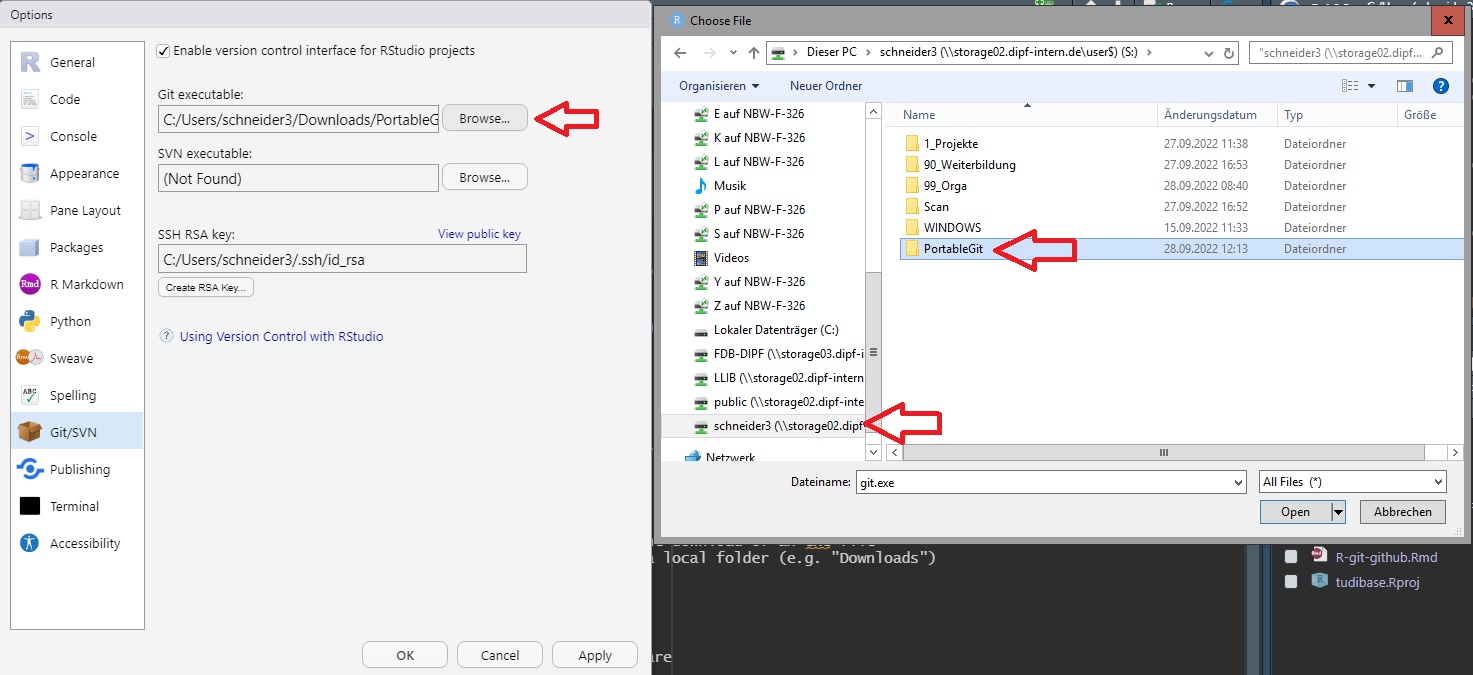 Options
General
Code
Console
Appearance
Pane Layout
Packages
R Markdown
Python
Sweave
Spelling
Git/SVN
Publishing
Terminal
Accessibility
Enable version control interface for RStudio projects
Git executable:
C:/Users/schneider3/Downloads/PortableG
Browse...
SVN executable:
(Not Found)
Browse...
SSH RSA key:
View public key
C:/Users/schneider3/.ssh/id_rsa
Create RSA Key...
? Using Version Control with RStudio
OK
Cancel
Apply
R Choose File
Dieser PC > schneider3 (\\storage02.dipf-intern.de\user$) (S:) >
"schneider3 (\\storage02.dipf...
Organisieren
Neuer Ordner
E auf NBW-F-326
K auf NBW-F-326
L auf NBW-F-326
Musik
P auf NBW-F-326
S auf NBW-F-326
Videos
Y auf NBW-F-326
Z auf NBW-F-326
Lokaler Datenträger (C:)
FDB-DIPF (\\storage03.dipf-i
LLIB (\\storage02.dipf-intern
public (\\storage02.dipf-inte
schneider3 (\\storage02.dipf
Netzwerk
Name Änderungsdatum Typ Größe
1_Projekte 27.09.2022 11:38 Dateiordner
90_Weiterbildung 27.09.2022 16:53 Dateiordner
99_Orga 28.09.2022 08:40 Dateiordner
Scan 27.09.2022 16:52 Dateiordner
WINDOWS 15.09.2022 11:33 Dateiordner
PortableGit 28.09.2022 12:13 Dateiordner
Dateiname:
git.exe
All Files (*)
Open
Abbrechen
local folder (e.g. "Downloads")
R-git-github.Rmd
tudibase.Rproj